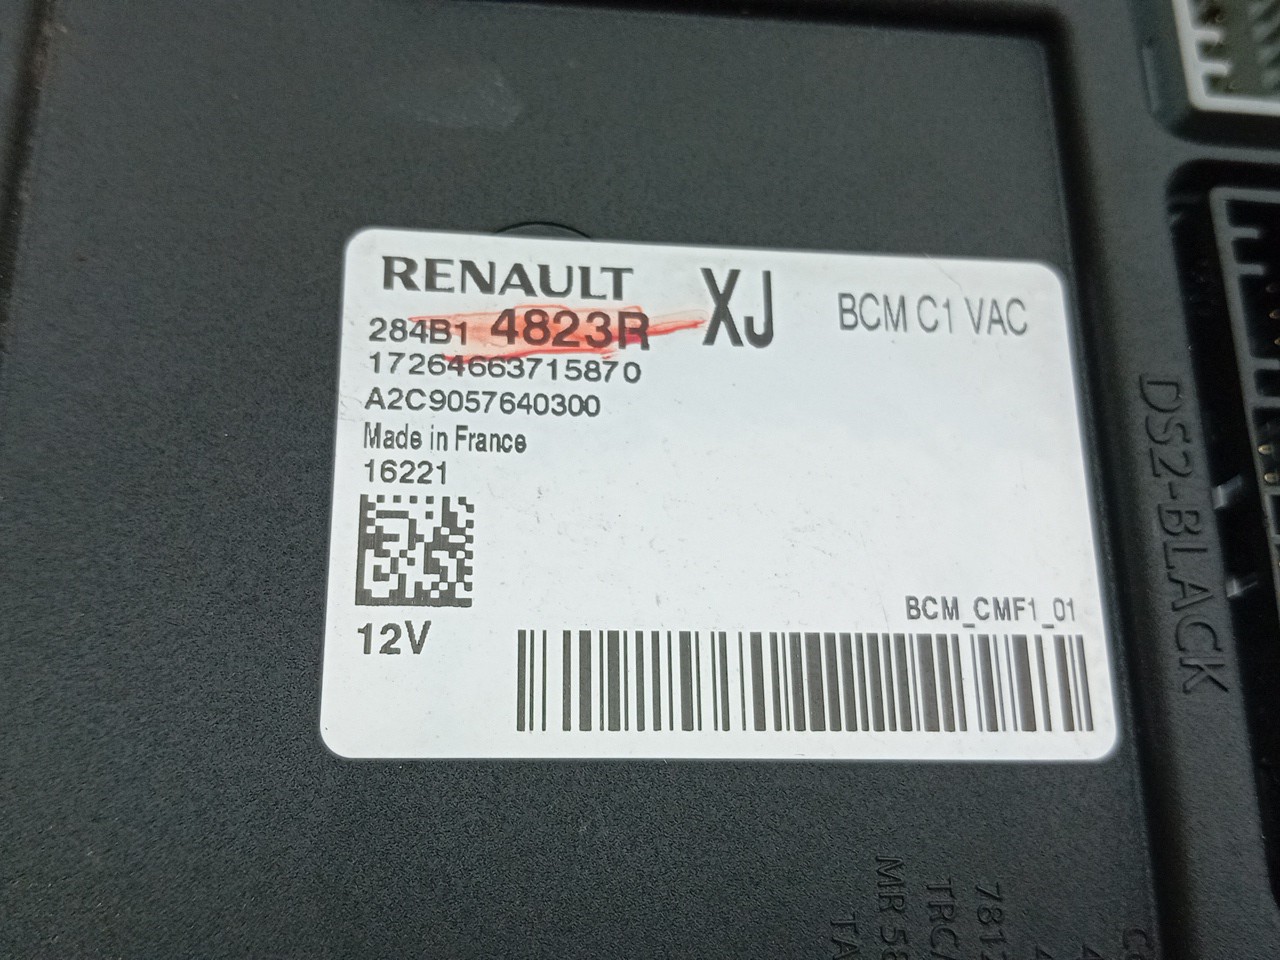 RENAULT
XJ
BCM C1 VAC
284B1 4823R
17264663715870
A2C9057640300
Made in France
16221
12V
BCM_CMF1_01
DS2-BLACK